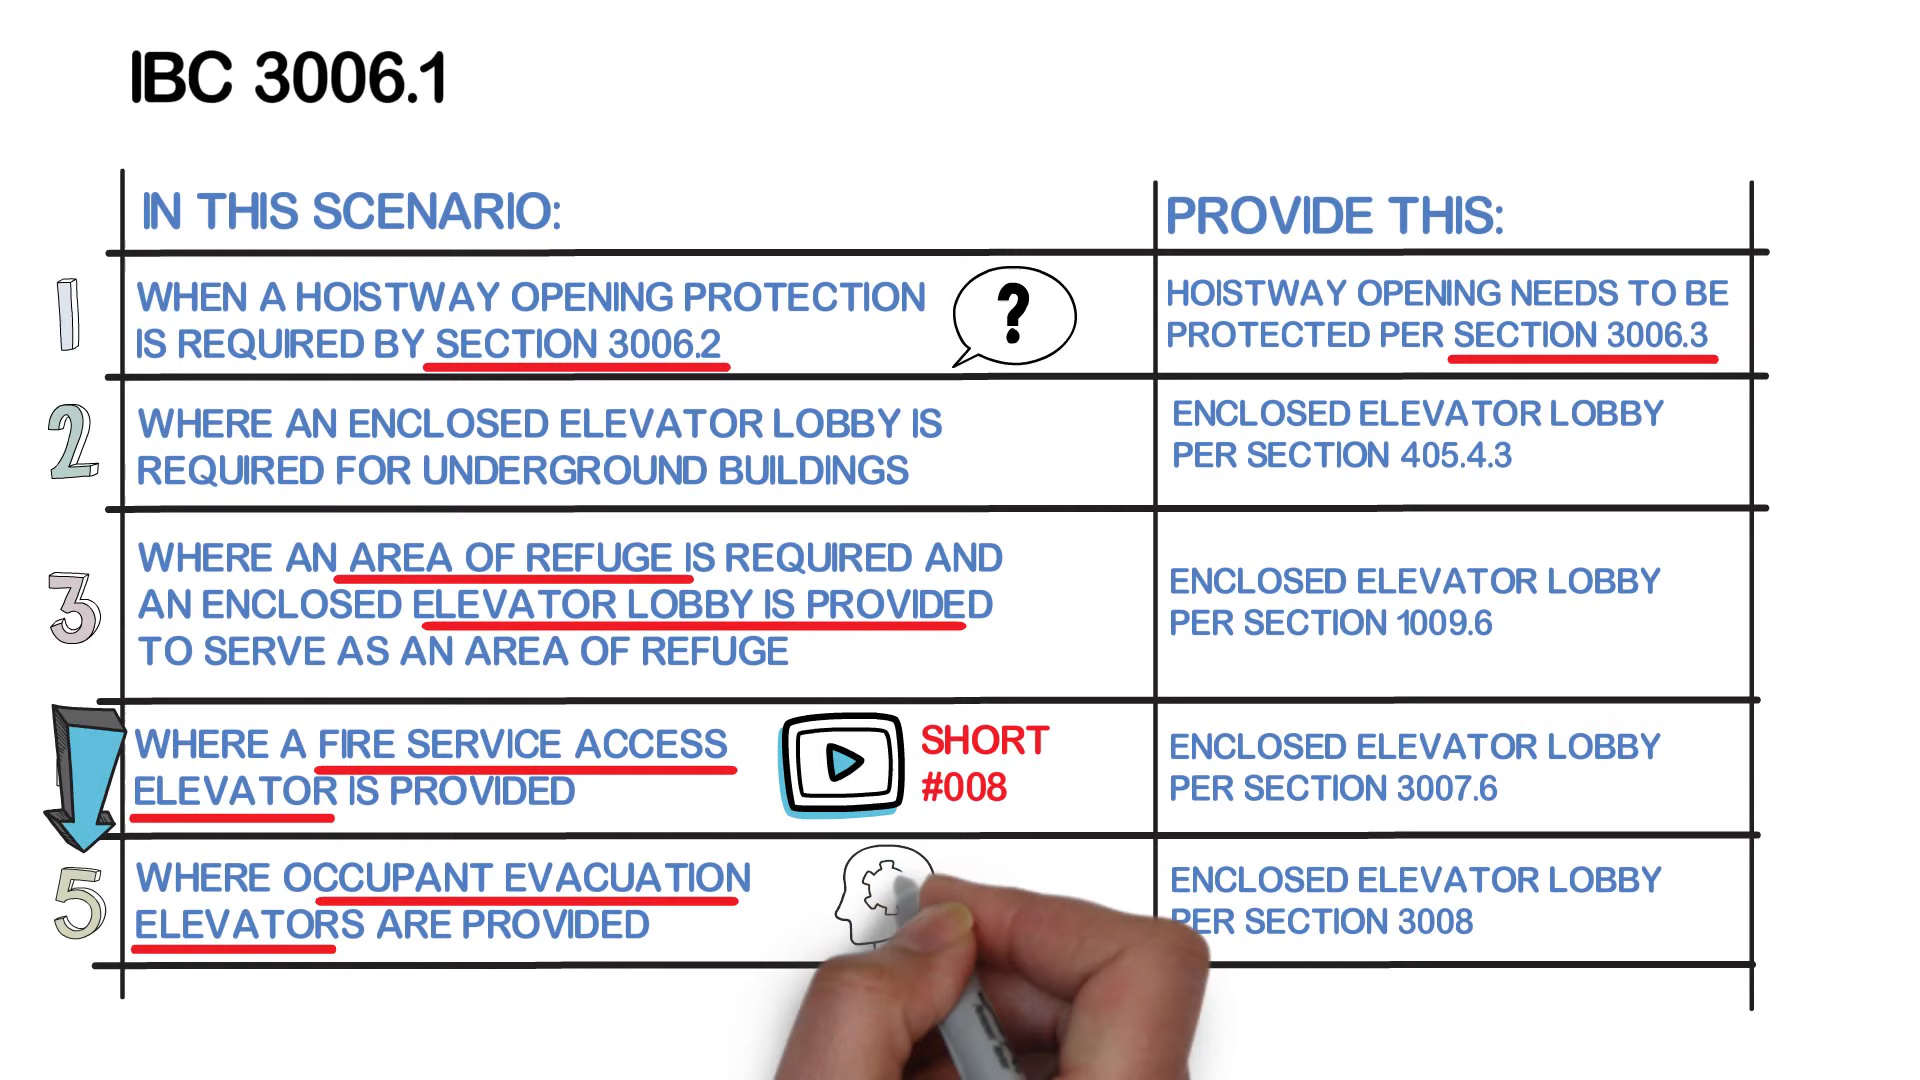 IBC 3006.1
IN THIS SCENARIO:
PROVIDE THIS:
1
WHEN A HOISTWAY OPENING PROTECTION
IS REQUIRED BY SECTION 3006.2
?
HOISTWAY OPENING NEEDS TO BE
PROTECTED PER SECTION 3006.3
2
WHERE AN ENCLOSED ELEVATOR LOBBY IS
REQUIRED FOR UNDERGROUND BUILDINGS
ENCLOSED ELEVATOR LOBBY
PER SECTION 405.4.3
3
WHERE AN AREA OF REFUGE IS REQUIRED AND
AN ENCLOSED ELEVATOR LOBBY IS PROVIDED
TO SERVE AS AN AREA OF REFUGE
ENCLOSED ELEVATOR LOBBY
PER SECTION 1009.6
WHERE A FIRE SERVICE ACCESS
ELEVATOR IS PROVIDED
SHORT
#008
ENCLOSED ELEVATOR LOBBY
PER SECTION 3007.6
5
WHERE OCCUPANT EVACUATION
ELEVATORS ARE PROVIDED
ENCLOSED ELEVATOR LOBBY
PER SECTION 3008